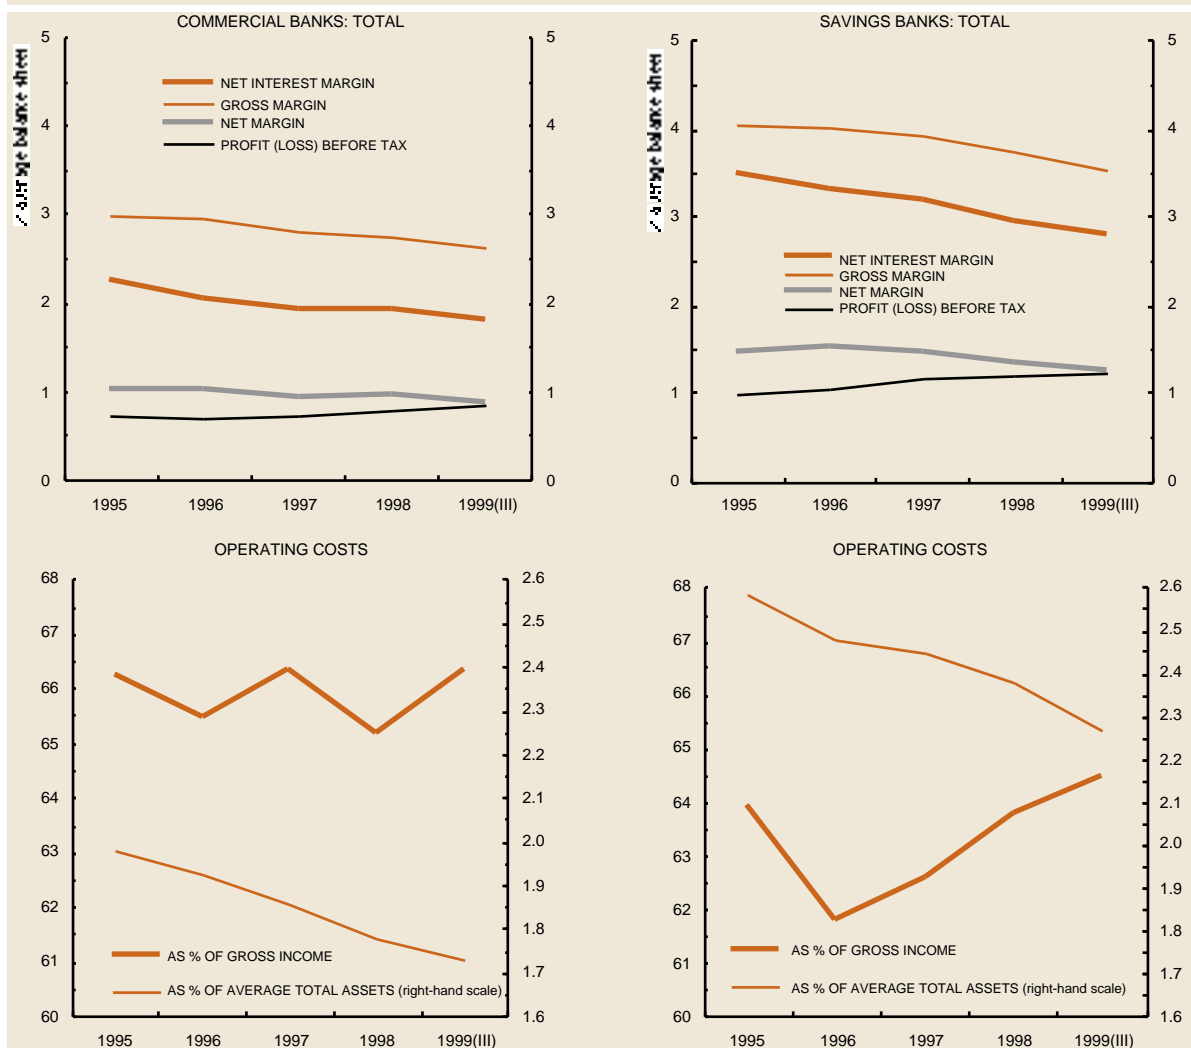 COMMERCIAL BANKS: TOTAL
5 5
4 4
3 3
2 2
1 1
0 0
NET INTEREST MARGIN
GROSS MARGIN
NET MARGIN
PROFIT (LOSS) BEFORE TAX
average balance sheet
1995 1996 1997 1998 1999(III)
SAVINGS BANKS: TOTAL
5 5
4 4
3 3
2 2
1 1
0 0
NET INTEREST MARGIN
GROSS MARGIN
NET MARGIN
PROFIT (LOSS) BEFORE TAX
average balance sheet
1995 1996 1997 1998 1999(III)
OPERATING COSTS
68 2.6
67 2.5
66 2.4
65 2.3
64 2.2
63 2.1
62 2.0
61 1.9
60 1.8
1.7
1.6
AS % OF GROSS INCOME
AS % OF AVERAGE TOTAL ASSETS (right-hand scale)
1995 1996 1997 1998 1999(III)
OPERATING COSTS
68 2.6
67 2.5
66 2.4
65 2.3
64 2.2
63 2.1
62 2.0
61 1.9
60 1.8
1.7
1.6
AS % OF GROSS INCOME
AS % OF AVERAGE TOTAL ASSETS (right-hand scale)
1995 1996 1997 1998 1999(III)